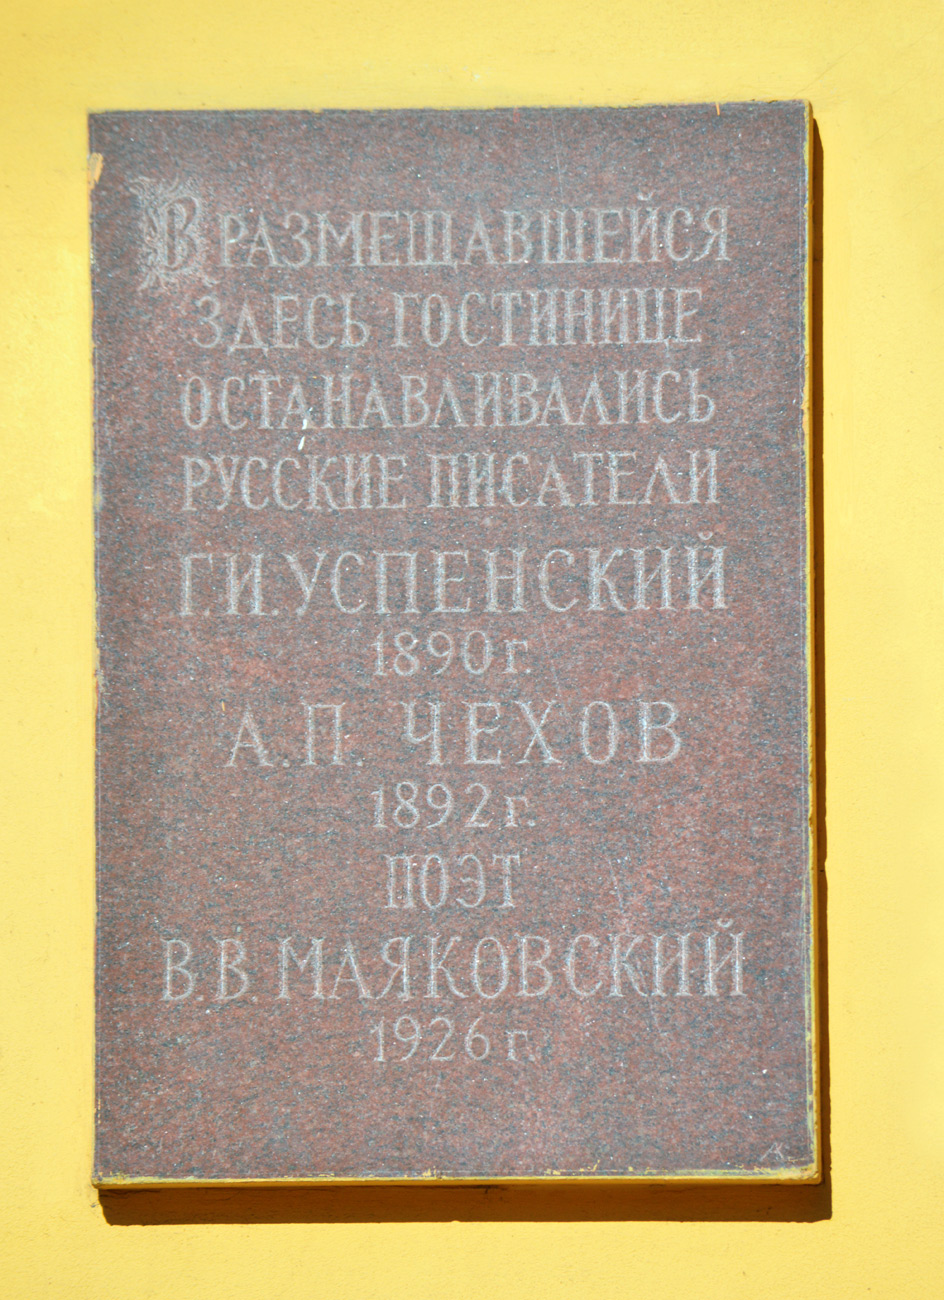 В РАЗМЕЩАВШЕЙСЯ
ЗДЕСЬ ГОСТИНИЦЕ
ОСТАНАВЛИВАЛИСЬ
РУССКИЕ ПИСАТЕЛИ
Г.И.УСПЕНСКИЙ
1890 г.
А.П. ЧЕХОВ
1892 г.
ПОЭТ
В.В МАЯКОВСКИЙ
1926 г.